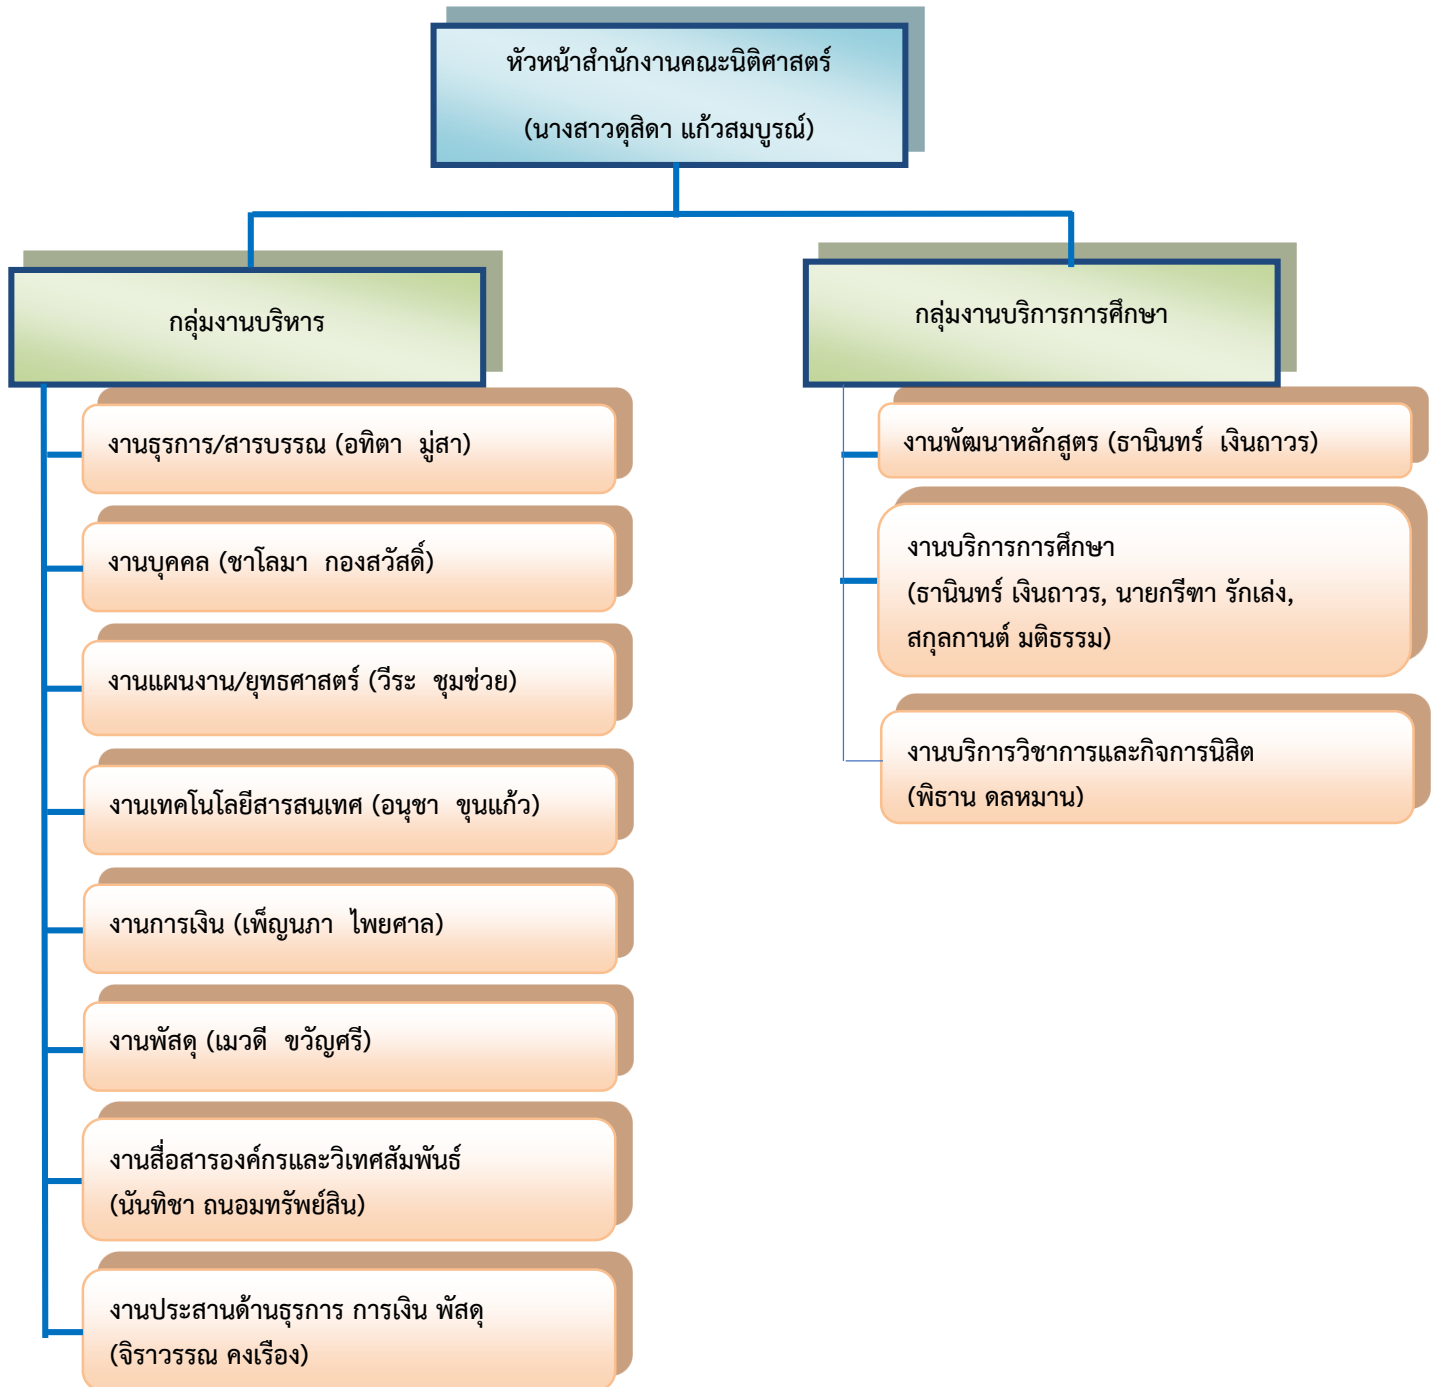 หัวหน้าสำนักงานคณะนิติศาสตร์
(นางสาวดุสิดา แก้วสมบูรณ์)
กลุ่มงานบริหาร
งานธุรการ/สารบรรณ (อทิตา มู่สา)
งานบุคคล (ชาโลมา กองสวัสดิ์)
งานแผนงาน/ยุทธศาสตร์ (วีระ ชุมช่วย)
งานเทคโนโลยีสารสนเทศ (อนุชา ขุนแก้ว)
งานการเงิน (เพ็ญนภา ไพยศาล)
งานพัสดุ (เมวดี ขวัญศรี)
งานสื่อสารองค์กรและวิเทศสัมพันธ์
(นันทิชา ถนอมทรัพย์สิน)
งานประสานด้านธุรการ การเงิน พัสดุ
(จิราวรรณ คงเรือง)
กลุ่มงานบริการการศึกษา
งานพัฒนาหลักสูตร (ธานินทร์ เงินถาวร)
งานบริการการศึกษา
(ธานินทร์ เงินถาวร, นายกรีฑา รักเล่ง,
สกุลกานต์ มติธรรม)
งานบริการวิชาการและกิจการนิสิต
(พิธาน ดลหมาน)